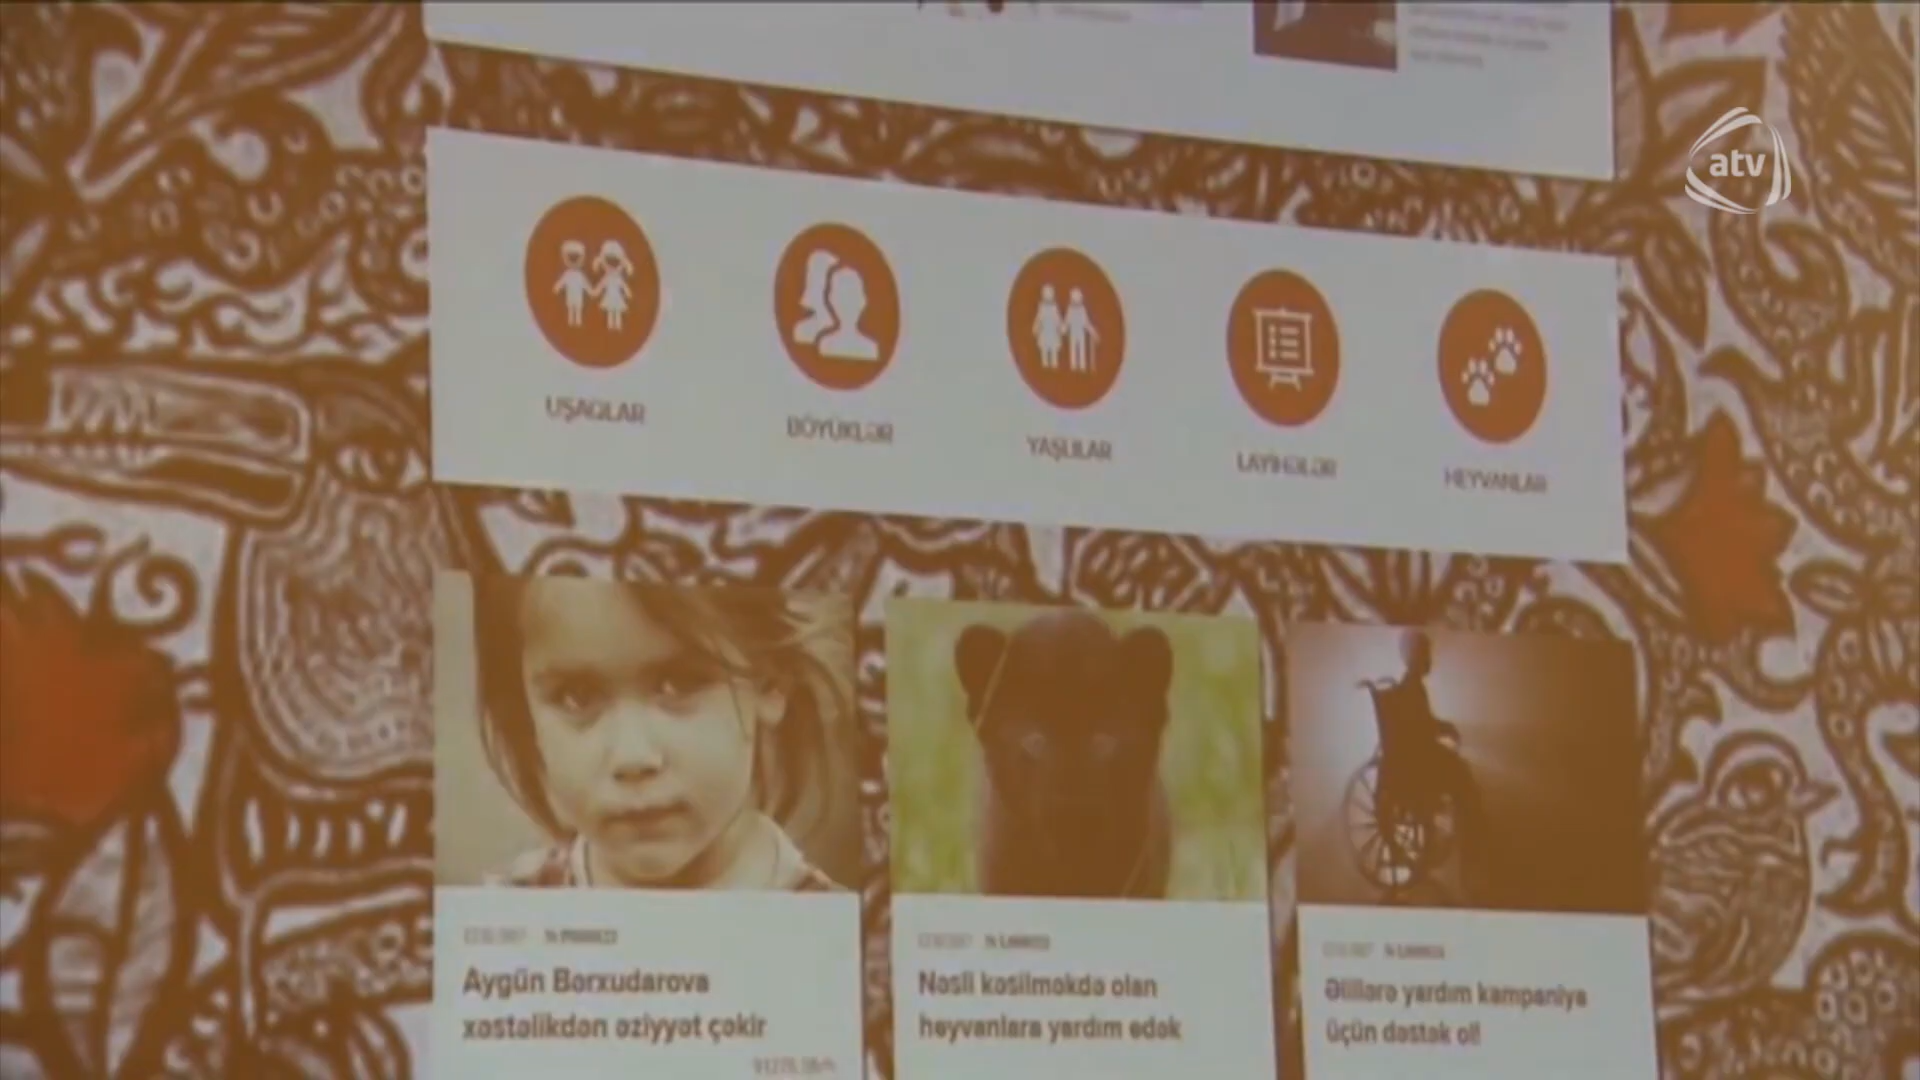 atv
UŞAQLAR
BÖYÜKLƏR
YAŞLILAR
LAYİHƏLƏR
HEYVANLAR
Aygün Bərxudarova
xəstəlikdən əziyyət çəkir
Nəsli kəsilməkdə olan
heyvanlara yardım edək
Əlillərə yardım kampaniya
üçün dəstək ol!